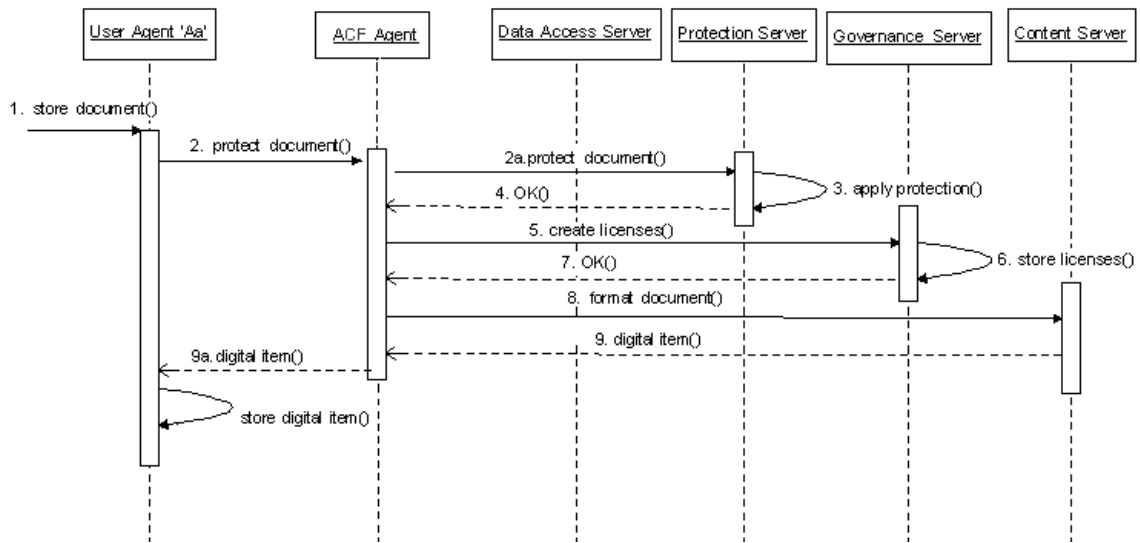 User Agent 'Aa'
ACF Agent
Data Access Server
Protection Server
Governance Server
Content Server
1. store document()
2. protect document()
2a.protect document()
3. apply protection()
4. OK()
5. create licenses()
6. store licenses()
7. OK()
8. format document()
9. digital item()
9a.digital item()
store digital item()